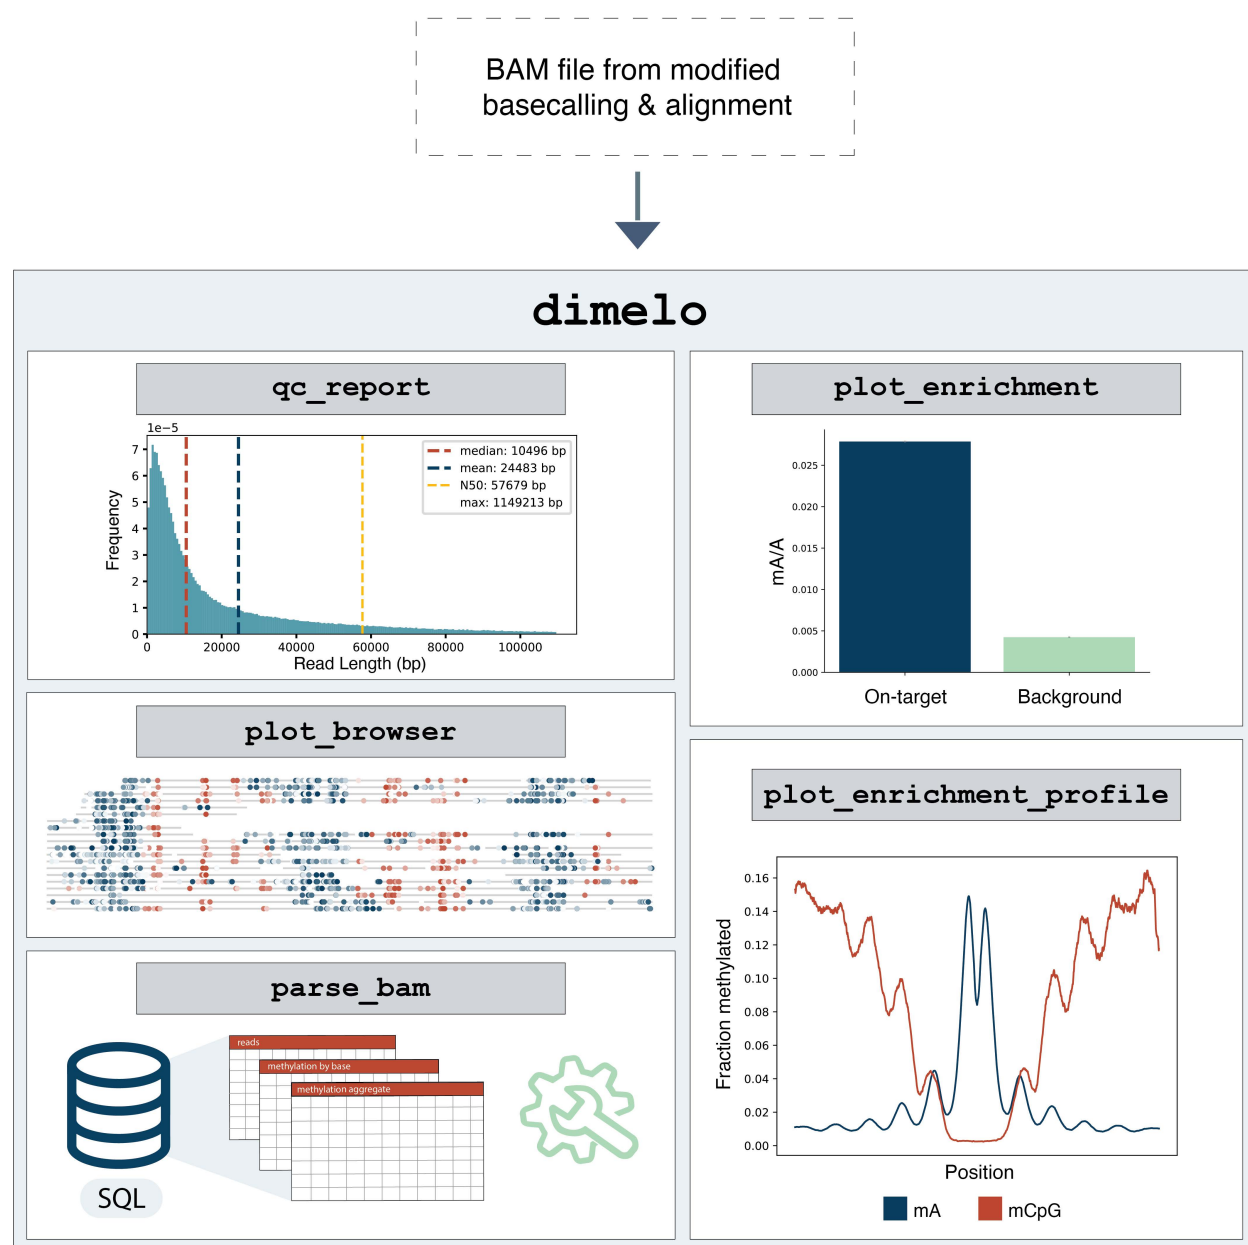 BAM file from modified
basecalling & alignment
dimelo
qc_report
1e−5
7
6
5
4
3
2
1
0
Frequency
median: 10496 bp
mean: 24483 bp
N50: 57679 bp
max: 1149213 bp
0 20000 40000 60000 80000 100000
Read Length (bp)
plot_enrichment
0.025
0.020
0.015
0.010
0.005
0.000
mA/A
On-target Background
plot_browser
plot_enrichment_profile
0.16
0.14
0.12
0.10
0.08
0.06
0.04
0.02
0.00
Fraction methylated
Position
mA mCpG
parse_bam
reads
methylation by base
methylation aggregate
SQL